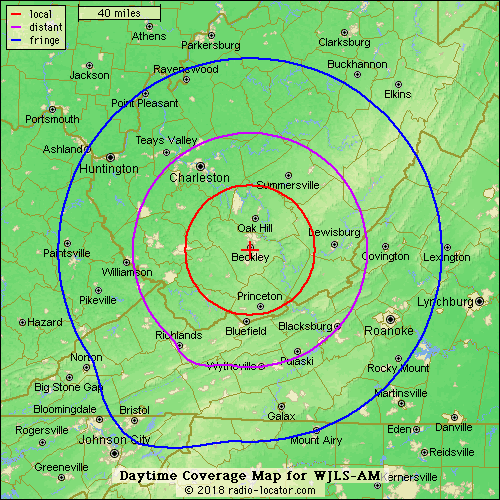 local
distant
fringe
40 miles
Athens
Parkersburg
Clarksburg
Jackson
Ravenswood
Buckhannon
Elkins
Point Pleasant
Portsmouth
Teays Valley
Ashland
Huntington
Charleston
Summersville
Oak Hill
Lewisburg
Paintsville
Beckley
Covington
Lexington
Williamson
Pikeville
Princeton
Lynchburg
Hazard
Bluefield
Blacksburg
Roanoke
Richlands
Norton
Wytheville
Pulaski
Rocky Mount
Big Stone Gap
Martinsville
Bloomingdale
Bristol
Galax
Rogersville
Johnson City
Mount Airy
Eden
Danville
Reidsville
Greeneville
Daytime Coverage Map for WJLS-AM
ernersville
© 2018 radio-locator.com